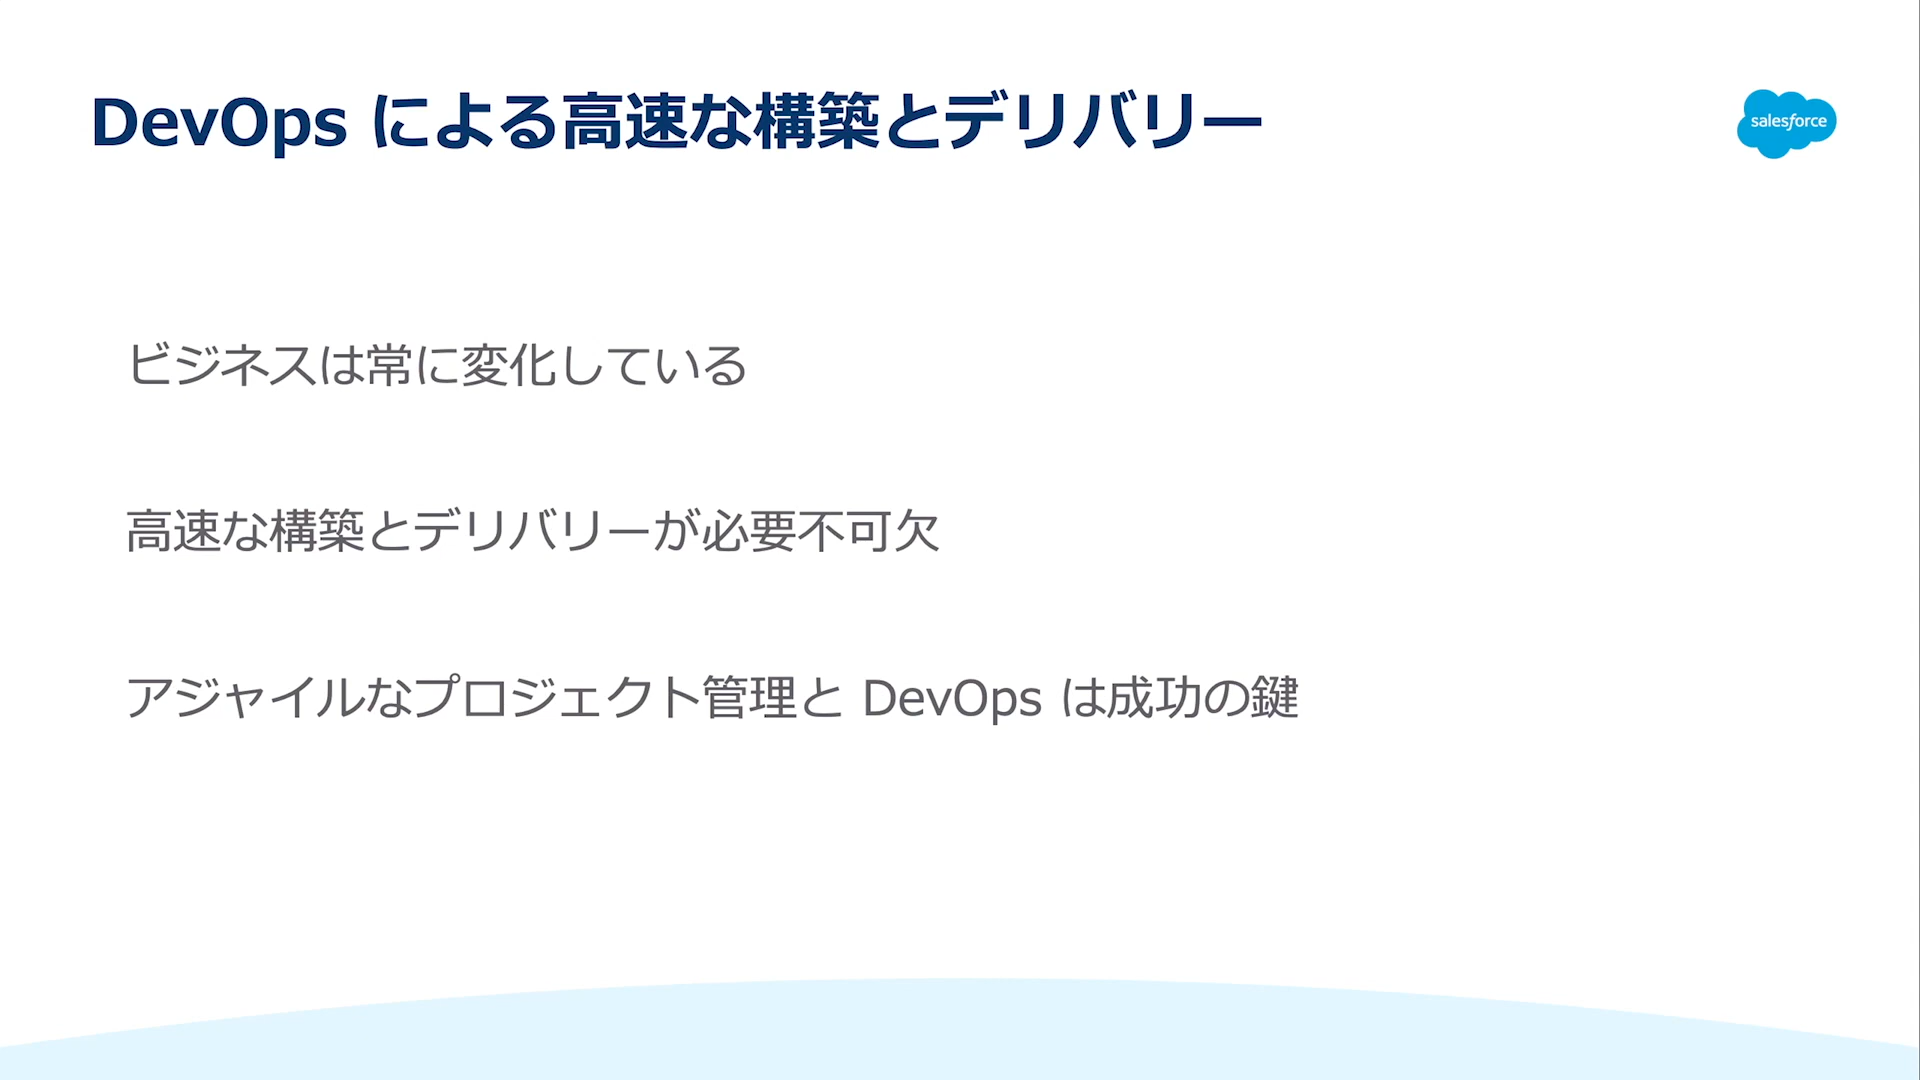 DevOps による高速な構築とデリバリー
salesforce
ビジネスは常に変化している
高速な構築とデリバリーが必要不可欠
アジャイルなプロジェクト管理と DevOps は成功の鍵